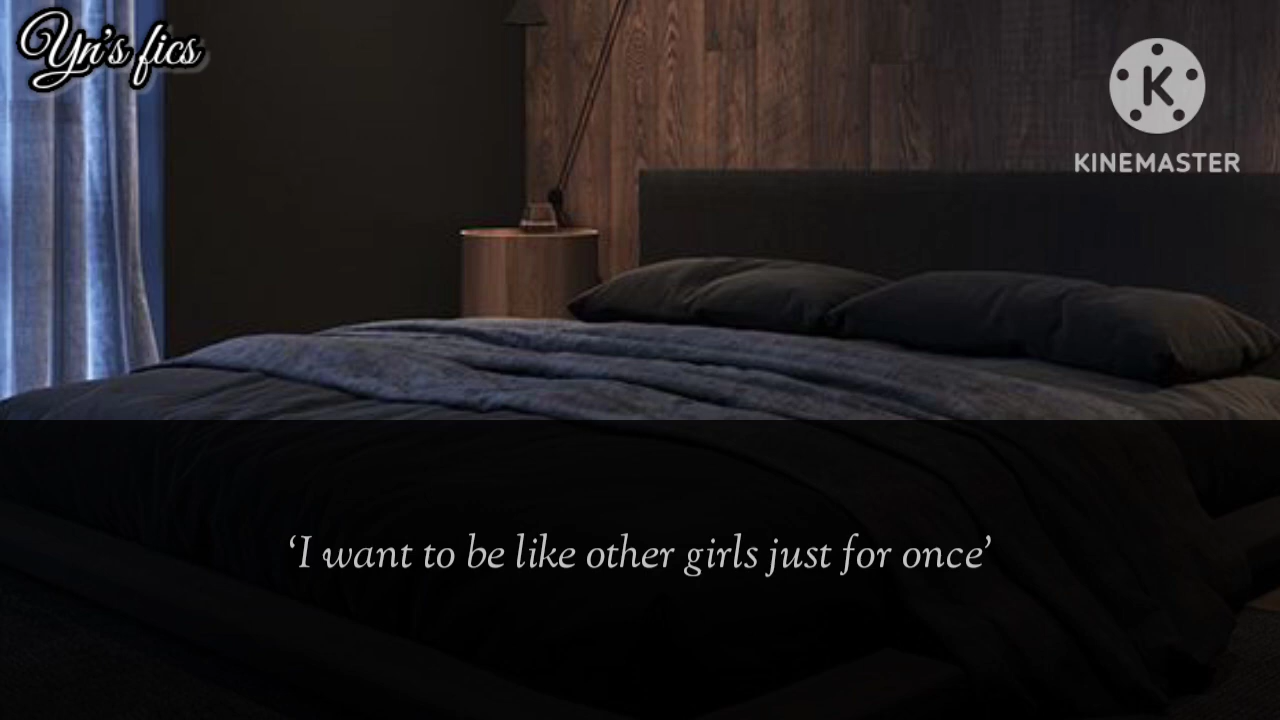 Yn's fics
K
KINEMASTER
‘I want to be like other girls just for once’